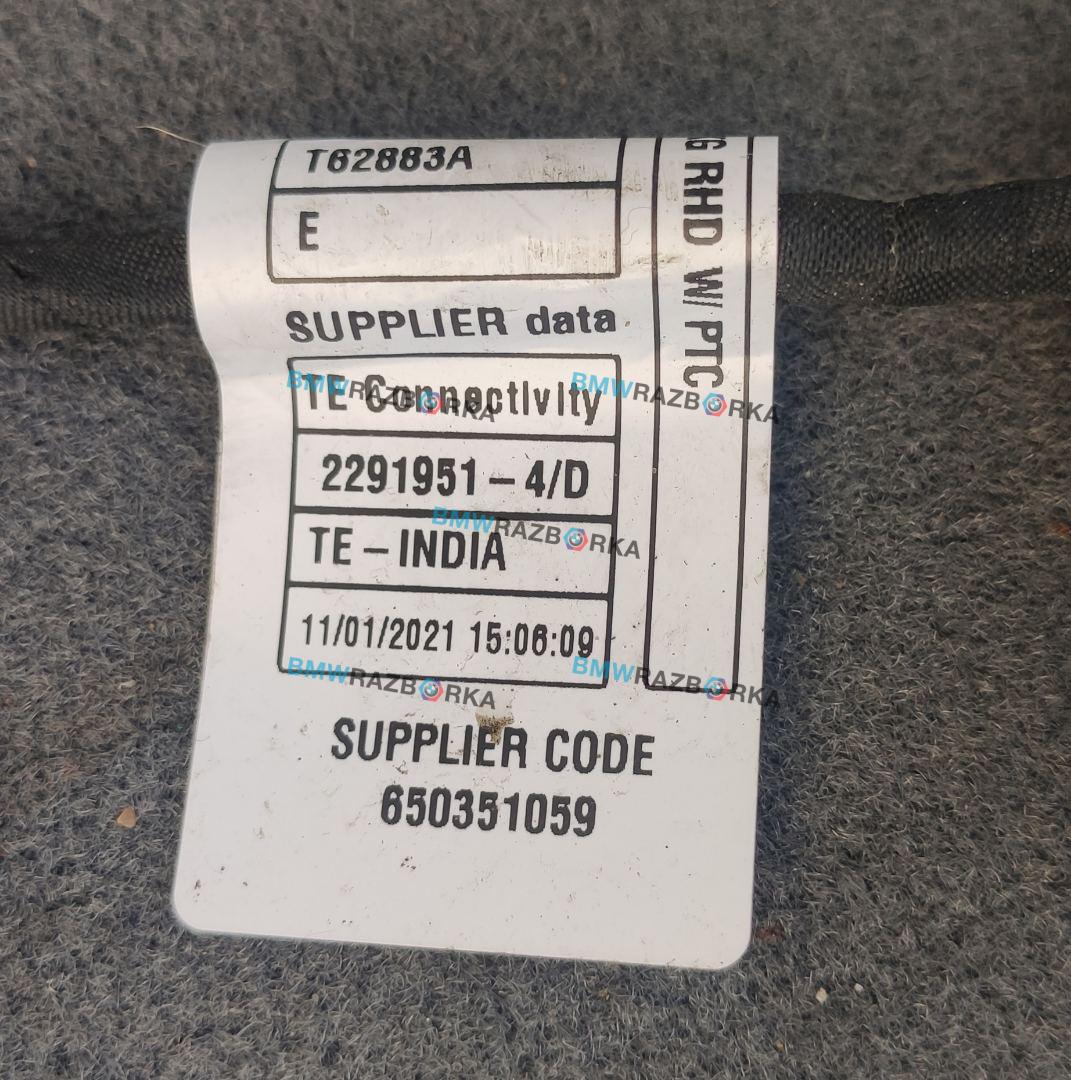 T62883A
E
SUPPLIER data
TE Connectivity
2291951 – 4/D
TE – INDIA
11/01/2021 15:06:09
SUPPLIER CODE
650351059
G RHD W/ PTC
BMWRAZBORKA
BMWRAZBORKA
BMWRAZBORKA
BMWRAZBORKA
BMWRAZBORKA